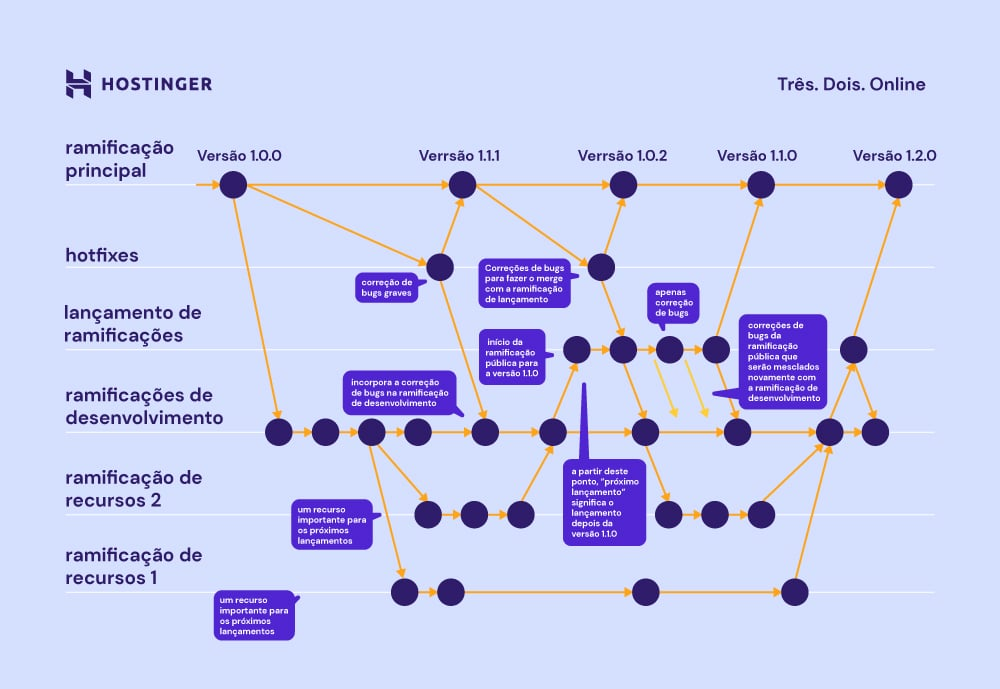 HOSTINGER
Três. Dois. Online
ramificação
principal
Versão 1.0.0
Verrsão 1.1.1
Verrsão 1.0.2
Versão 1.1.0
Versão 1.2.0
hotfixes
correção de
bugs graves
Correções de bugs
para fazer o merge
com a ramificação
de lançamento
apenas
correção
de bugs
lançamento de
ramificações
início da
ramificação
pública para
a versão 1.1.0
correções de
bugs da
ramificação
pública que
serão mesclados
novamente com
a ramificação de
desenvolvimento
ramificações de
desenvolvimento
incorpora a correção
de bugs na ramificação
de desenvolvimento
a partir deste
ponto, "próximo
lançamento"
significa o
lançamento
depois da
versão 1.1.0
ramificação de
recursos 2
um recurso
importante para
os próximos
lançamentos
ramificação de
recursos 1
um recurso
importante para
os próximos
lançamentos